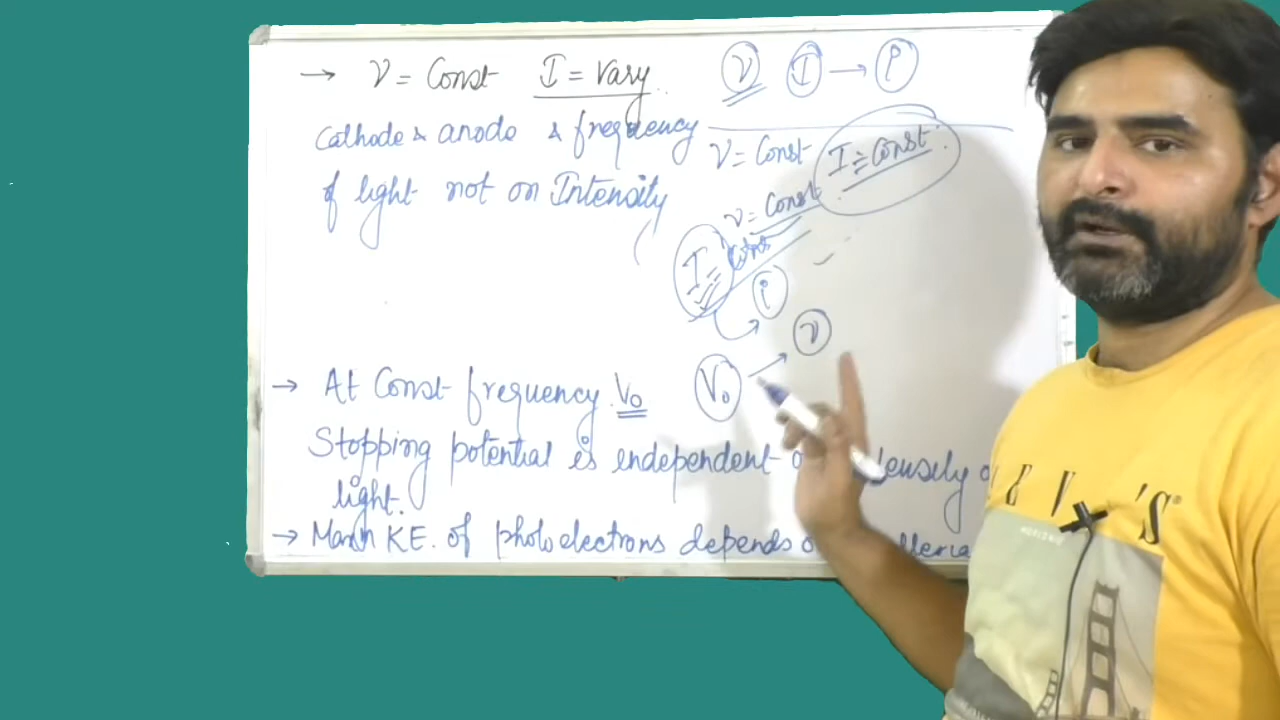 → ν = Const I = Vary
ν I → i
Cathode & anode & frequency
of light not on Intensity
ν = Const I = Const
ν = Const
I = Const
i
ν
→ At Const frequency V₀
V₀ →
Stopping potential is independent
light.
→ KE. of photoelectrons depends
'S